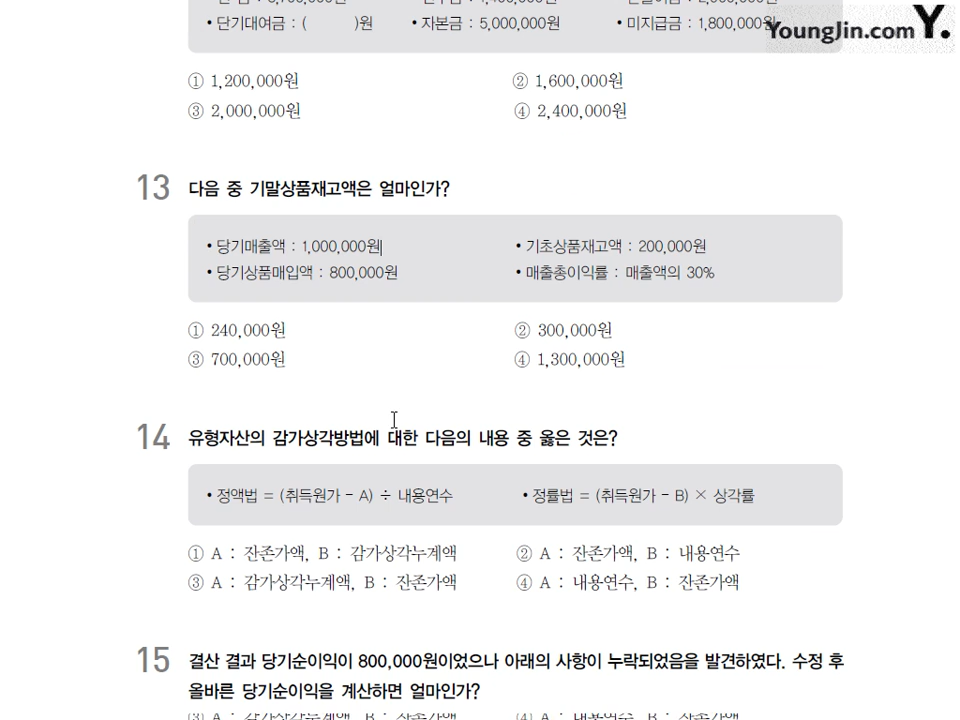 • 단기대여금 : (          )원    • 자본금 : 5,000,000원    • 미지급금 : 1,800,000원
YoungJin.com Y.
① 1,200,000원    ② 1,600,000원
③ 2,000,000원    ④ 2,400,000원
13 다음 중 기말상품재고액은 얼마인가?
• 당기매출액 : 1,000,000원    • 기초상품재고액 : 200,000원
• 당기상품매입액 : 800,000원    • 매출총이익률 : 매출액의 30%
① 240,000원    ② 300,000원
③ 700,000원    ④ 1,300,000원
14 유형자산의 감가상각방법에 대한 다음의 내용 중 옳은 것은?
• 정액법 = (취득원가 - A) ÷ 내용연수    • 정률법 = (취득원가 - B) × 상각률
① A : 잔존가액, B : 감가상각누계액    ② A : 잔존가액, B : 내용연수
③ A : 감가상각누계액, B : 잔존가액    ④ A : 내용연수, B : 잔존가액
15 결산 결과 당기순이익이 800,000원이었으나 아래의 사항이 누락되었음을 발견하였다. 수정 후
올바른 당기순이익을 계산하면 얼마인가?